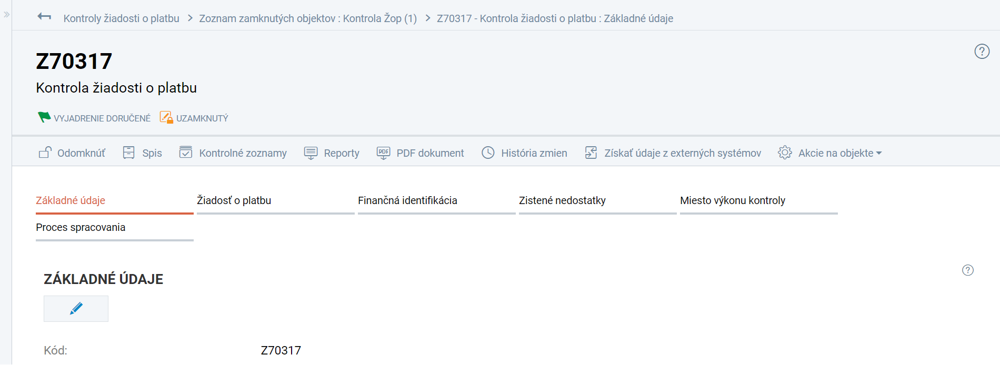 Kontroly žiadosti o platbu > Zoznam zamknutých objektov : Kontrola Žop (1) > Z70317 - Kontrola žiadosti o platbu : Základné údaje
Z70317
Kontrola žiadosti o platbu
VYJADRENIE DORUČENÉ UZAMKNUTÝ
Odomknúť Spis Kontrolné zoznamy Reporty PDF PDF dokument História zmien Získať údaje z externých systémov Akcie na objekte
Základné údaje Žiadosť o platbu Finančná identifikácia Zistené nedostatky Miesto výkonu kontroly
Proces spracovania
ZÁKLADNÉ ÚDAJE
Kód: Z70317